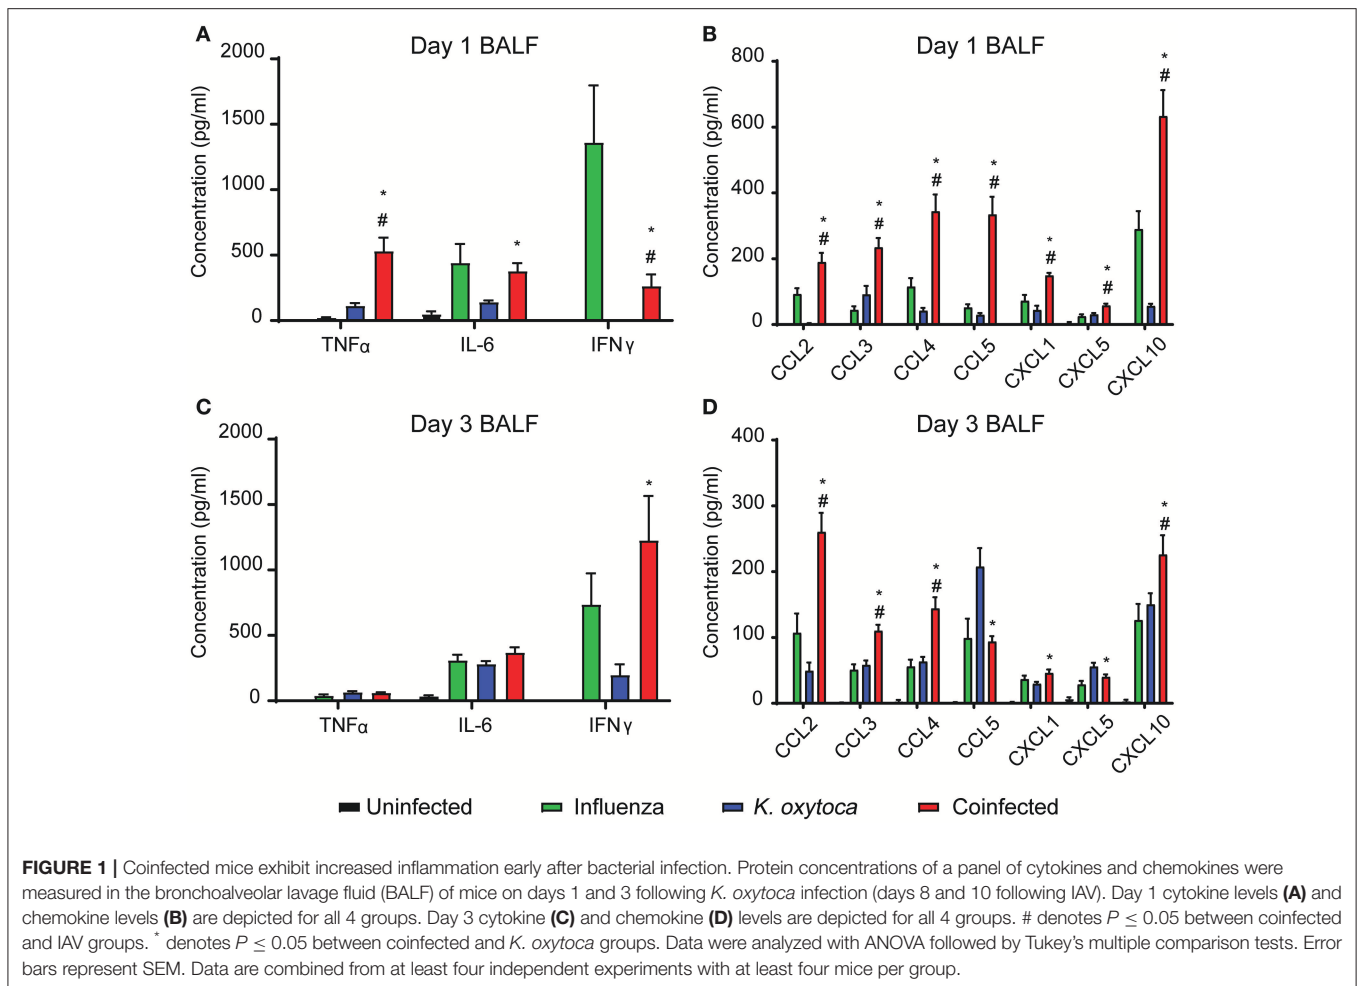 A
Day 1 BALF
Concentration (pg/ml)
2000
1500
1000
500
0
*
#
*
*
#
TNFα
IL-6
IFNγ
B
Day 1 BALF
Concentration (pg/ml)
800
600
400
200
0
*
#
*
#
*
#
*
#
*
#
*
#
*
#
CCL2
CCL3
CCL4
CCL5
CXCL1
CXCL5
CXCL10
C
Day 3 BALF
Concentration (pg/ml)
2000
1500
1000
500
0
*
TNFα
IL-6
IFNγ
D
Day 3 BALF
Concentration (pg/ml)
400
300
200
100
0
*
#
*
#
*
#
*
*
*
*
#
CCL2
CCL3
CCL4
CCL5
CXCL1
CXCL5
CXCL10
Uninfected
Influenza
K. oxytoca
Coinfected
FIGURE 1 | Coinfected mice exhibit increased inflammation early after bacterial infection. Protein concentrations of a panel of cytokines and chemokines were
measured in the bronchoalveolar lavage fluid (BALF) of mice on days 1 and 3 following K. oxytoca infection (days 8 and 10 following IAV). Day 1 cytokine levels (A) and
chemokine levels (B) are depicted for all 4 groups. Day 3 cytokine (C) and chemokine (D) levels are depicted for all 4 groups. # denotes P ≤ 0.05 between coinfected
and IAV groups. * denotes P ≤ 0.05 between coinfected and K. oxytoca groups. Data were analyzed with ANOVA followed by Tukey's multiple comparison tests. Error
bars represent SEM. Data are combined from at least four independent experiments with at least four mice per group.